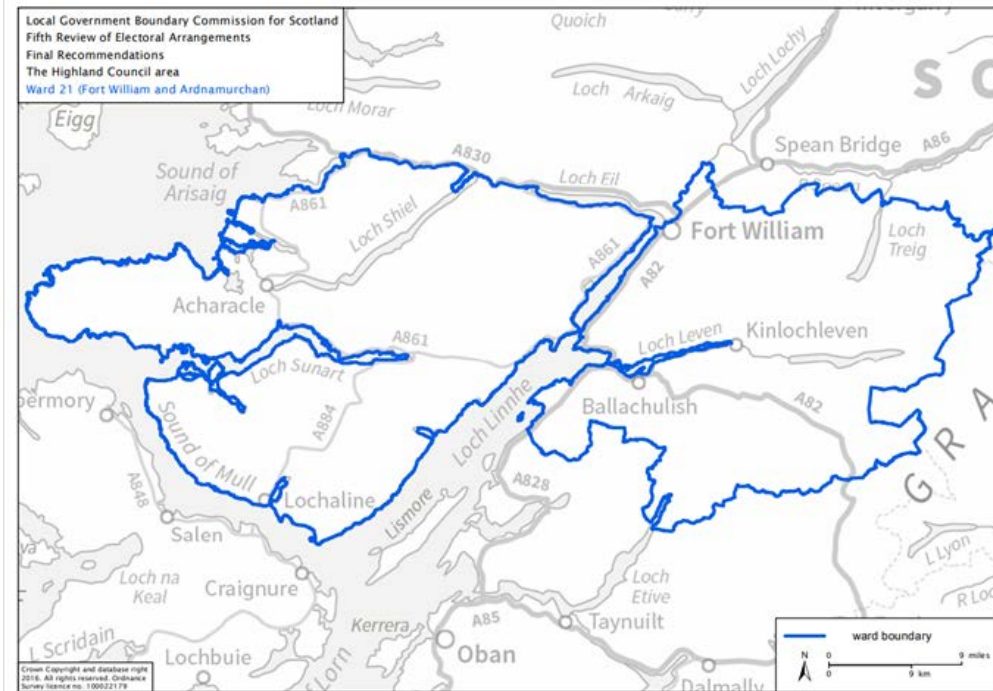 Local Government Boundary Commission for Scotland
Fifth Review of Electoral Arrangements
Final Recommendations
The Highland Council area
Ward 21 (Fort William and Ardnamurchan)
Quoich
Loch Lochy
Loch Arkaig
Loch Morar
Eigg
Sound of
Arisaig
A830
Spean Bridge
A86
Loch Eil
A861
Loch Shiel
Fort William
Loch
Treig
A861
A82
Acharacle
A861
Loch Leven
Kinlochleven
Loch Sunart
Ballachulish
A82
A884
Loch Linnhe
Sound of Mull
A828
A848
Lochaline
Lismore
Salen
Loch na
Keal
Craignure
Loch
Etive
L Lyon
Taynuilt
A85
Kerrera
L Scridain
Oban
Lochbuie
Dalmally
ward boundary
N
0 9 miles
0 9 km
Crown Copyright and database right
2016. All rights reserved. Ordnance
Survey licence no. 100022179